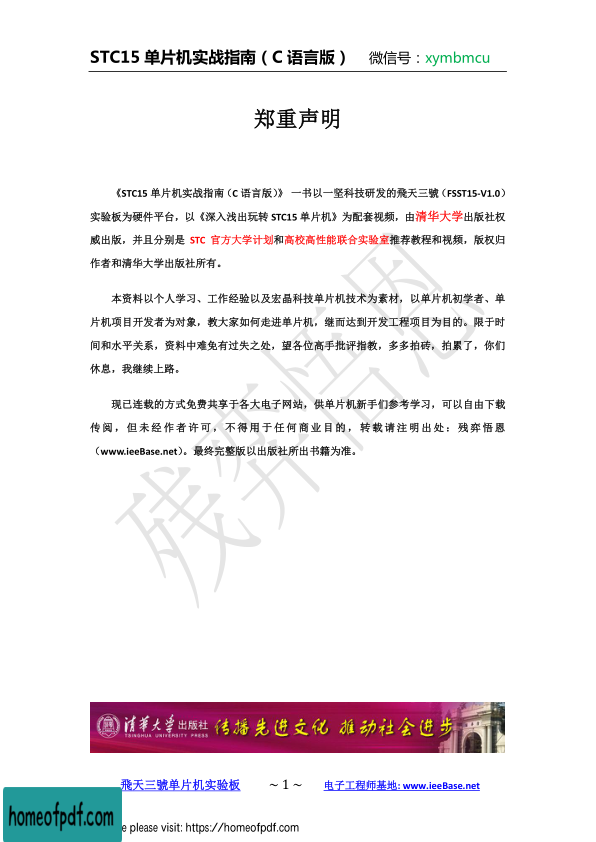 STC15 单片机实战指南（C 语言版） 微信号：xymbmcu
郑重声明
《STC15 单片机实战指南（C 语言版）》 一书以一坚科技研发的飛天三號（FSST15-V1.0）
实验板为硬件平台，以《深入浅出玩转 STC15 单片机》为配套视频，由清华大学出版社权
威出版，并且分别是 STC 官方大学计划和高校高性能联合实验室推荐教程和视频，版权归
作者和清华大学出版社所有。
本资料以个人学习、工作经验以及宏晶科技单片机技术为素材，以单片机初学者、单
片机项目开发者为对象，教大家如何走进单片机，继而达到开发工程项目为目的。限于时
间和水平关系，资料中难免有过失之处，望各位高手批评指教，多多拍砖，拍累了，你们
休息，我继续上路。
现已连载的方式免费共享于各大电子网站，供单片机新手们参考学习，可以自由下载
传阅，但未经作者许可，不得用于任何商业目的，转载请注明出处：残弈悟恩
（www.ieeBase.net）。最终完整版以出版社所出书籍为准。
残弈悟恩
清华大学出版社 传播先进文化 推动社会进步
TSINGHUA UNIVERSITY PRESS
飛天三號单片机实验板 ~ 1 ~ 电子工程师基地: www.ieeBase.net
homeofpdf.com
e please visit: https://homeofpdf.com